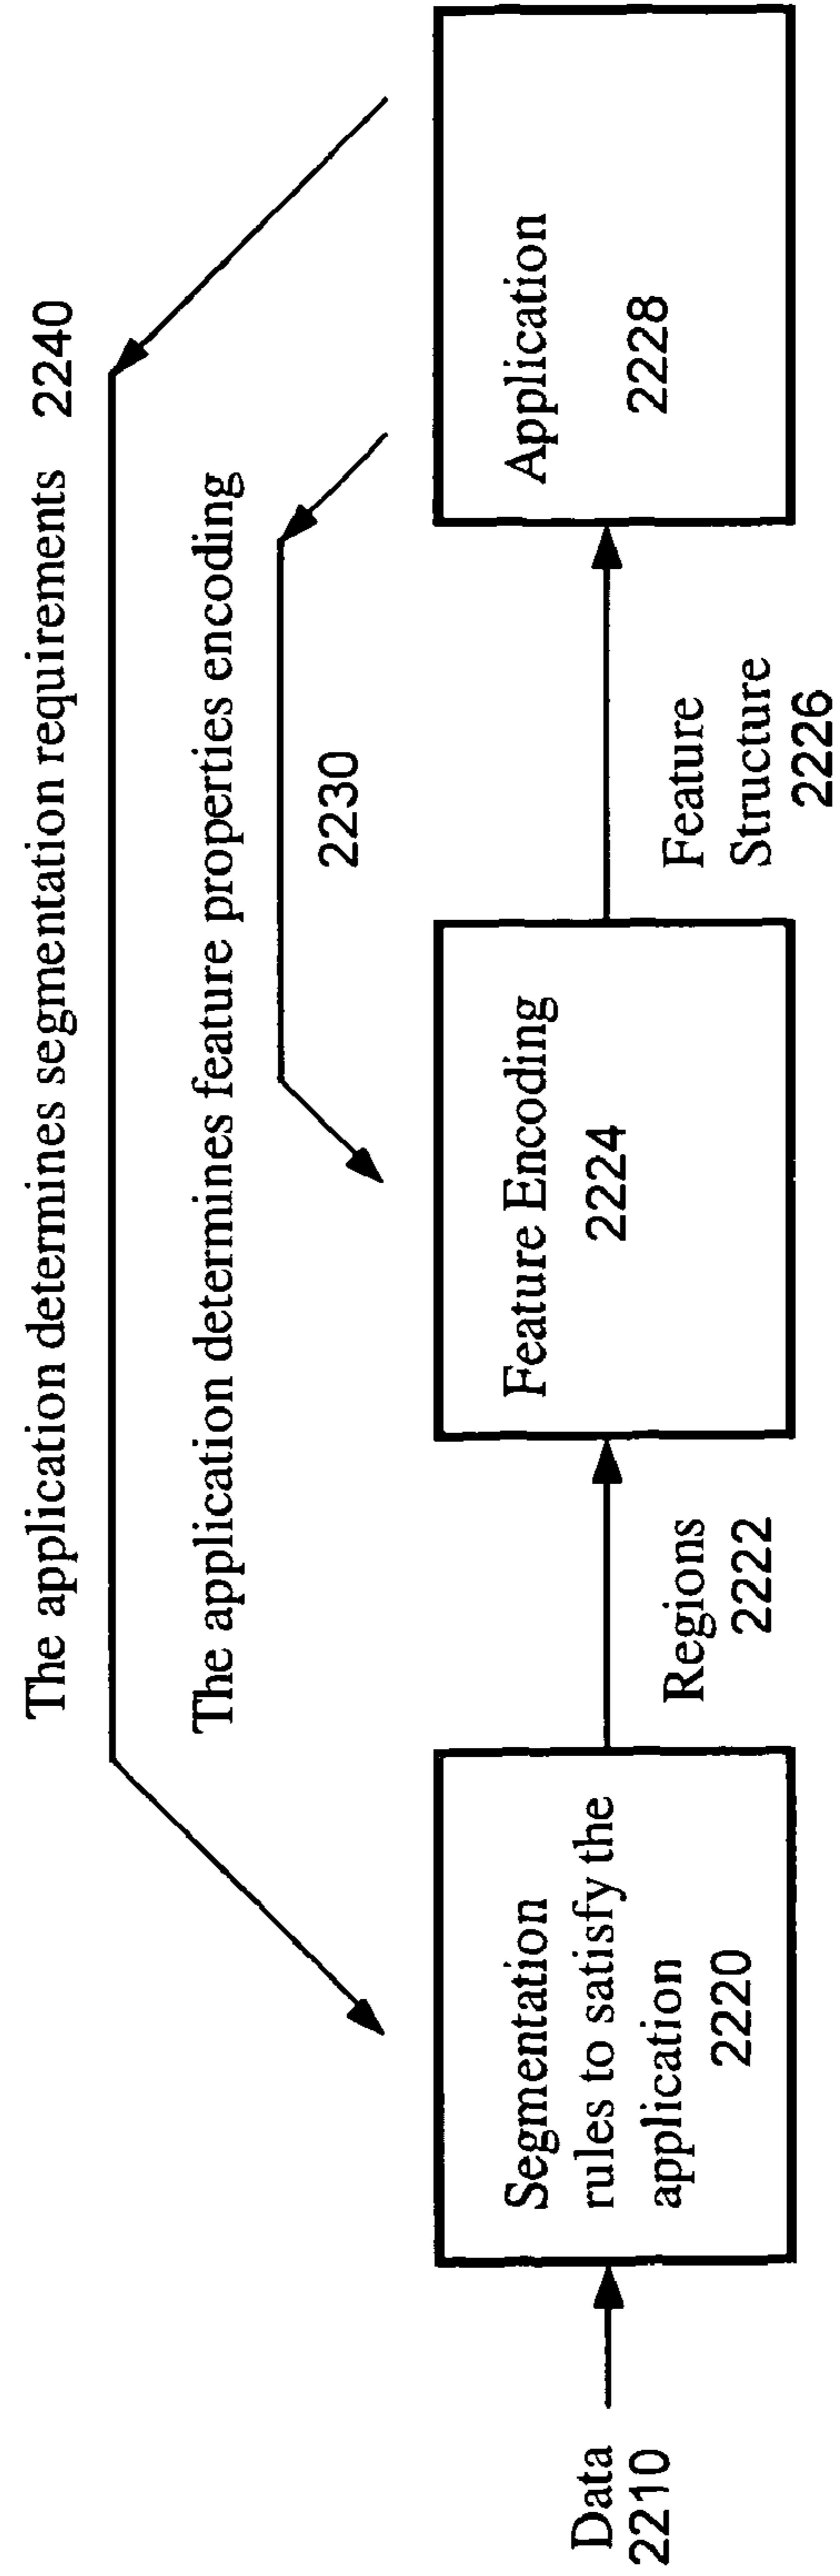 The application determines segmentation requirements 2240
The application determines feature properties encoding
2230
Data
2210
Segmentation
rules to satisfy the
application
2220
Regions
2222
Feature Encoding
2224
Feature
Structure
2226
Application
2228